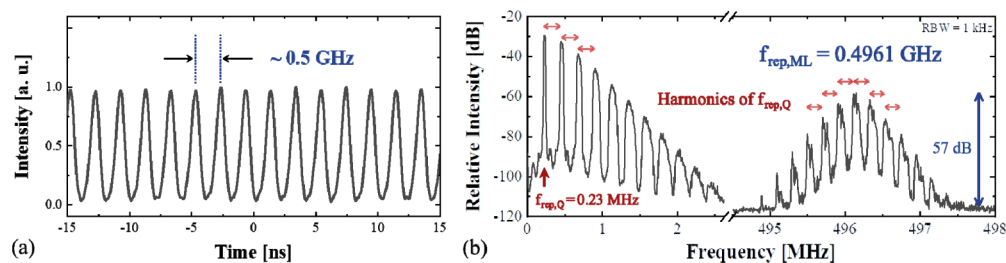 ~ 0.5 GHz
Intensity [a. u.]
1.0
0.5
0.0
-15 -10 -5 0 5 10 15
Time [ns]
(a)
RBW = 1 kHz
f_rep,ML = 0.4961 GHz
Harmonics of f_rep,Q
57 dB
f_rep,Q = 0.23 MHz
Relative Intensity [dB]
-20
-40
-60
-80
-100
-120
0 1 2 495 496 497 498
Frequency [MHz]
(b)